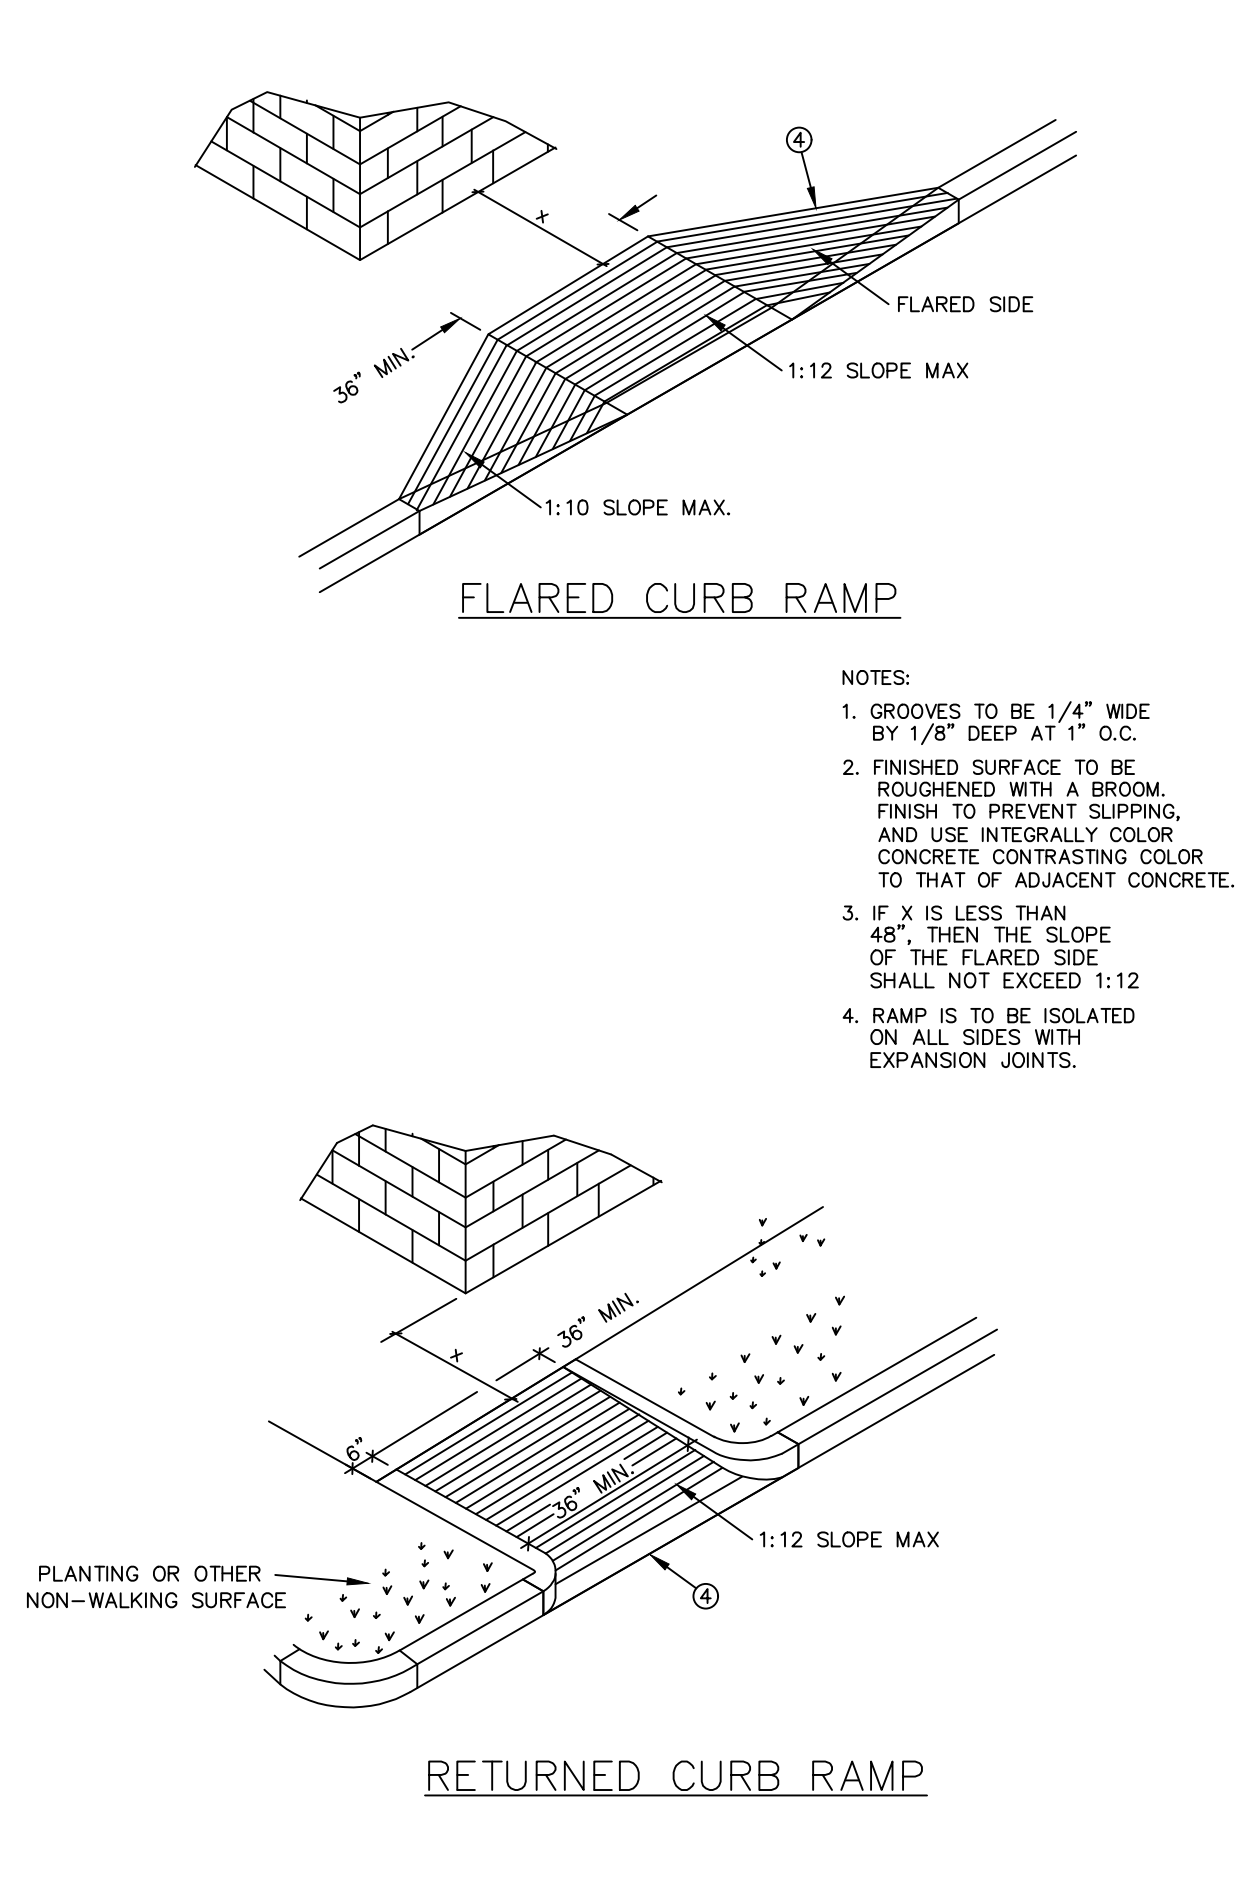 4
X
FLARED SIDE
1:12 SLOPE MAX
36” MIN.
1:10 SLOPE MAX.
FLARED CURB RAMP
NOTES:
1. GROOVES TO BE 1/4” WIDE
BY 1/8” DEEP AT 1” O.C.
2. FINISHED SURFACE TO BE
ROUGHENED WITH A BROOM.
FINISH TO PREVENT SLIPPING,
AND USE INTEGRALLY COLOR
CONCRETE CONTRASTING COLOR
TO THAT OF ADJACENT CONCRETE.
3. IF X IS LESS THAN
48”, THEN THE SLOPE
OF THE FLARED SIDE
SHALL NOT EXCEED 1:12
4. RAMP IS TO BE ISOLATED
ON ALL SIDES WITH
EXPANSION JOINTS.
36” MIN.
X
6”
36” MIN.
1:12 SLOPE MAX
PLANTING OR OTHER
NON-WALKING SURFACE
4
RETURNED CURB RAMP